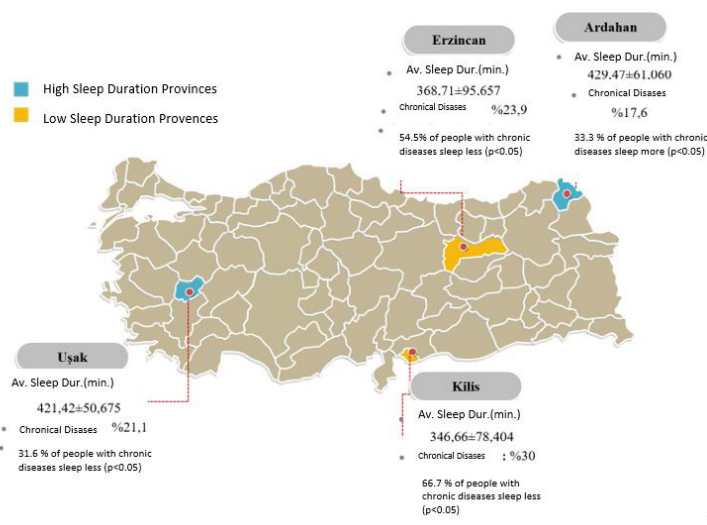 Erzincan
Av. Sleep Dur.(min.)
368,71±95.657
Chronical Disases %23,9
54.5% of people with chronic
diseases sleep less (p<0.05)
Ardahan
Av. Sleep Dur.(min.)
429,47±61.060
Chronical Disases
%17,6
33.3 % of people with chronic
diseases sleep more (p<0.05)
High Sleep Duration Provinces
Low Sleep Duration Provences
Uşak
Av. Sleep Dur.(min.)
421,42±50,675
Chronical Disases %21,1
31.6 % of people with chronic
diseases sleep less (p<0.05)
Kilis
Av. Sleep Dur.(min.)
346,66±78,404
Chronical Disases : %30
66.7 % of people with
chronic diseases sleep less
(p<0.05)